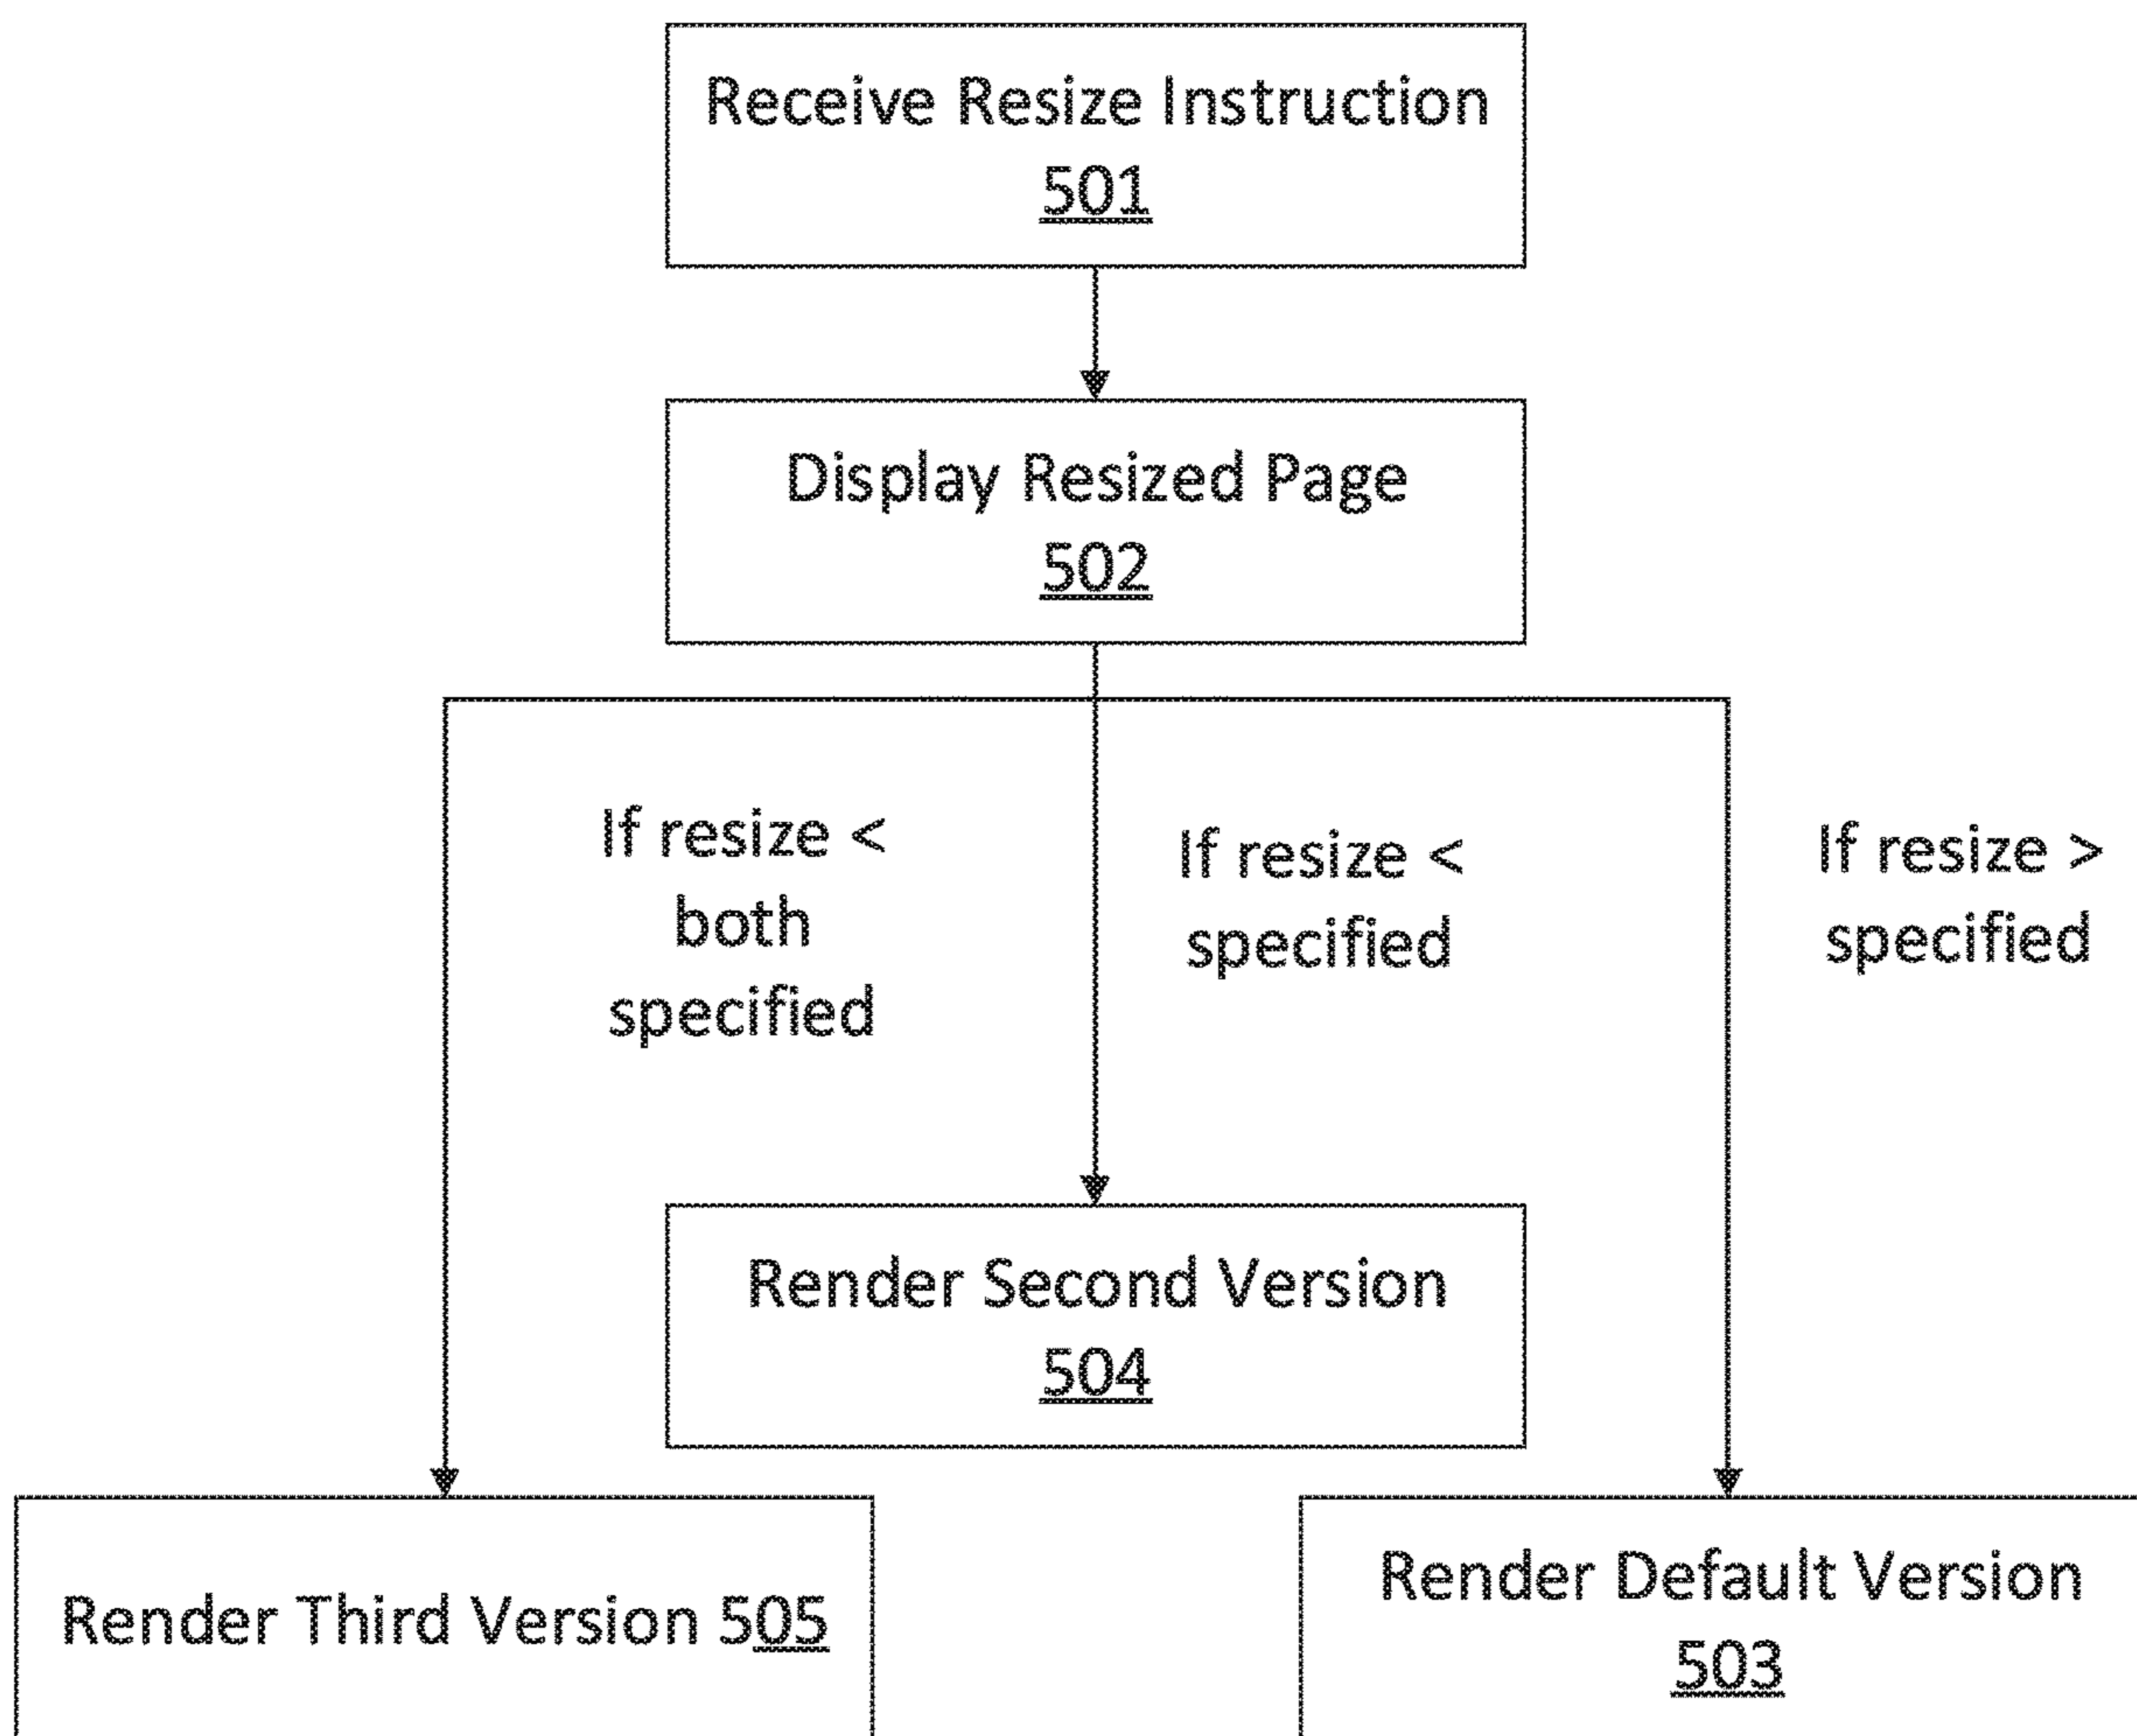 Receive Resize Instruction
501
Display Resized Page
502
If resize <
both
specified
If resize <
specified
If resize >
specified
Render Second Version
504
Render Third Version 505
Render Default Version
503